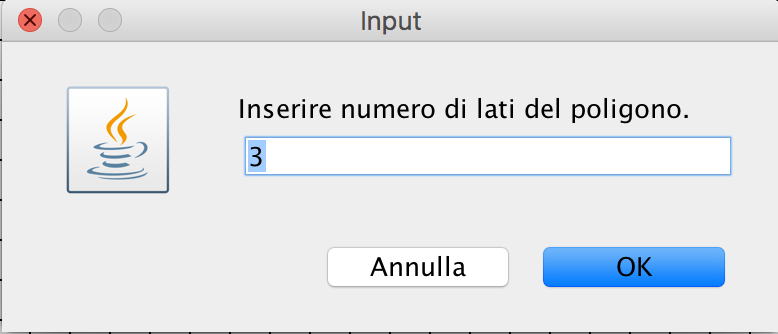 Input
Inserire numero di lati del poligono.
3
Annulla
OK